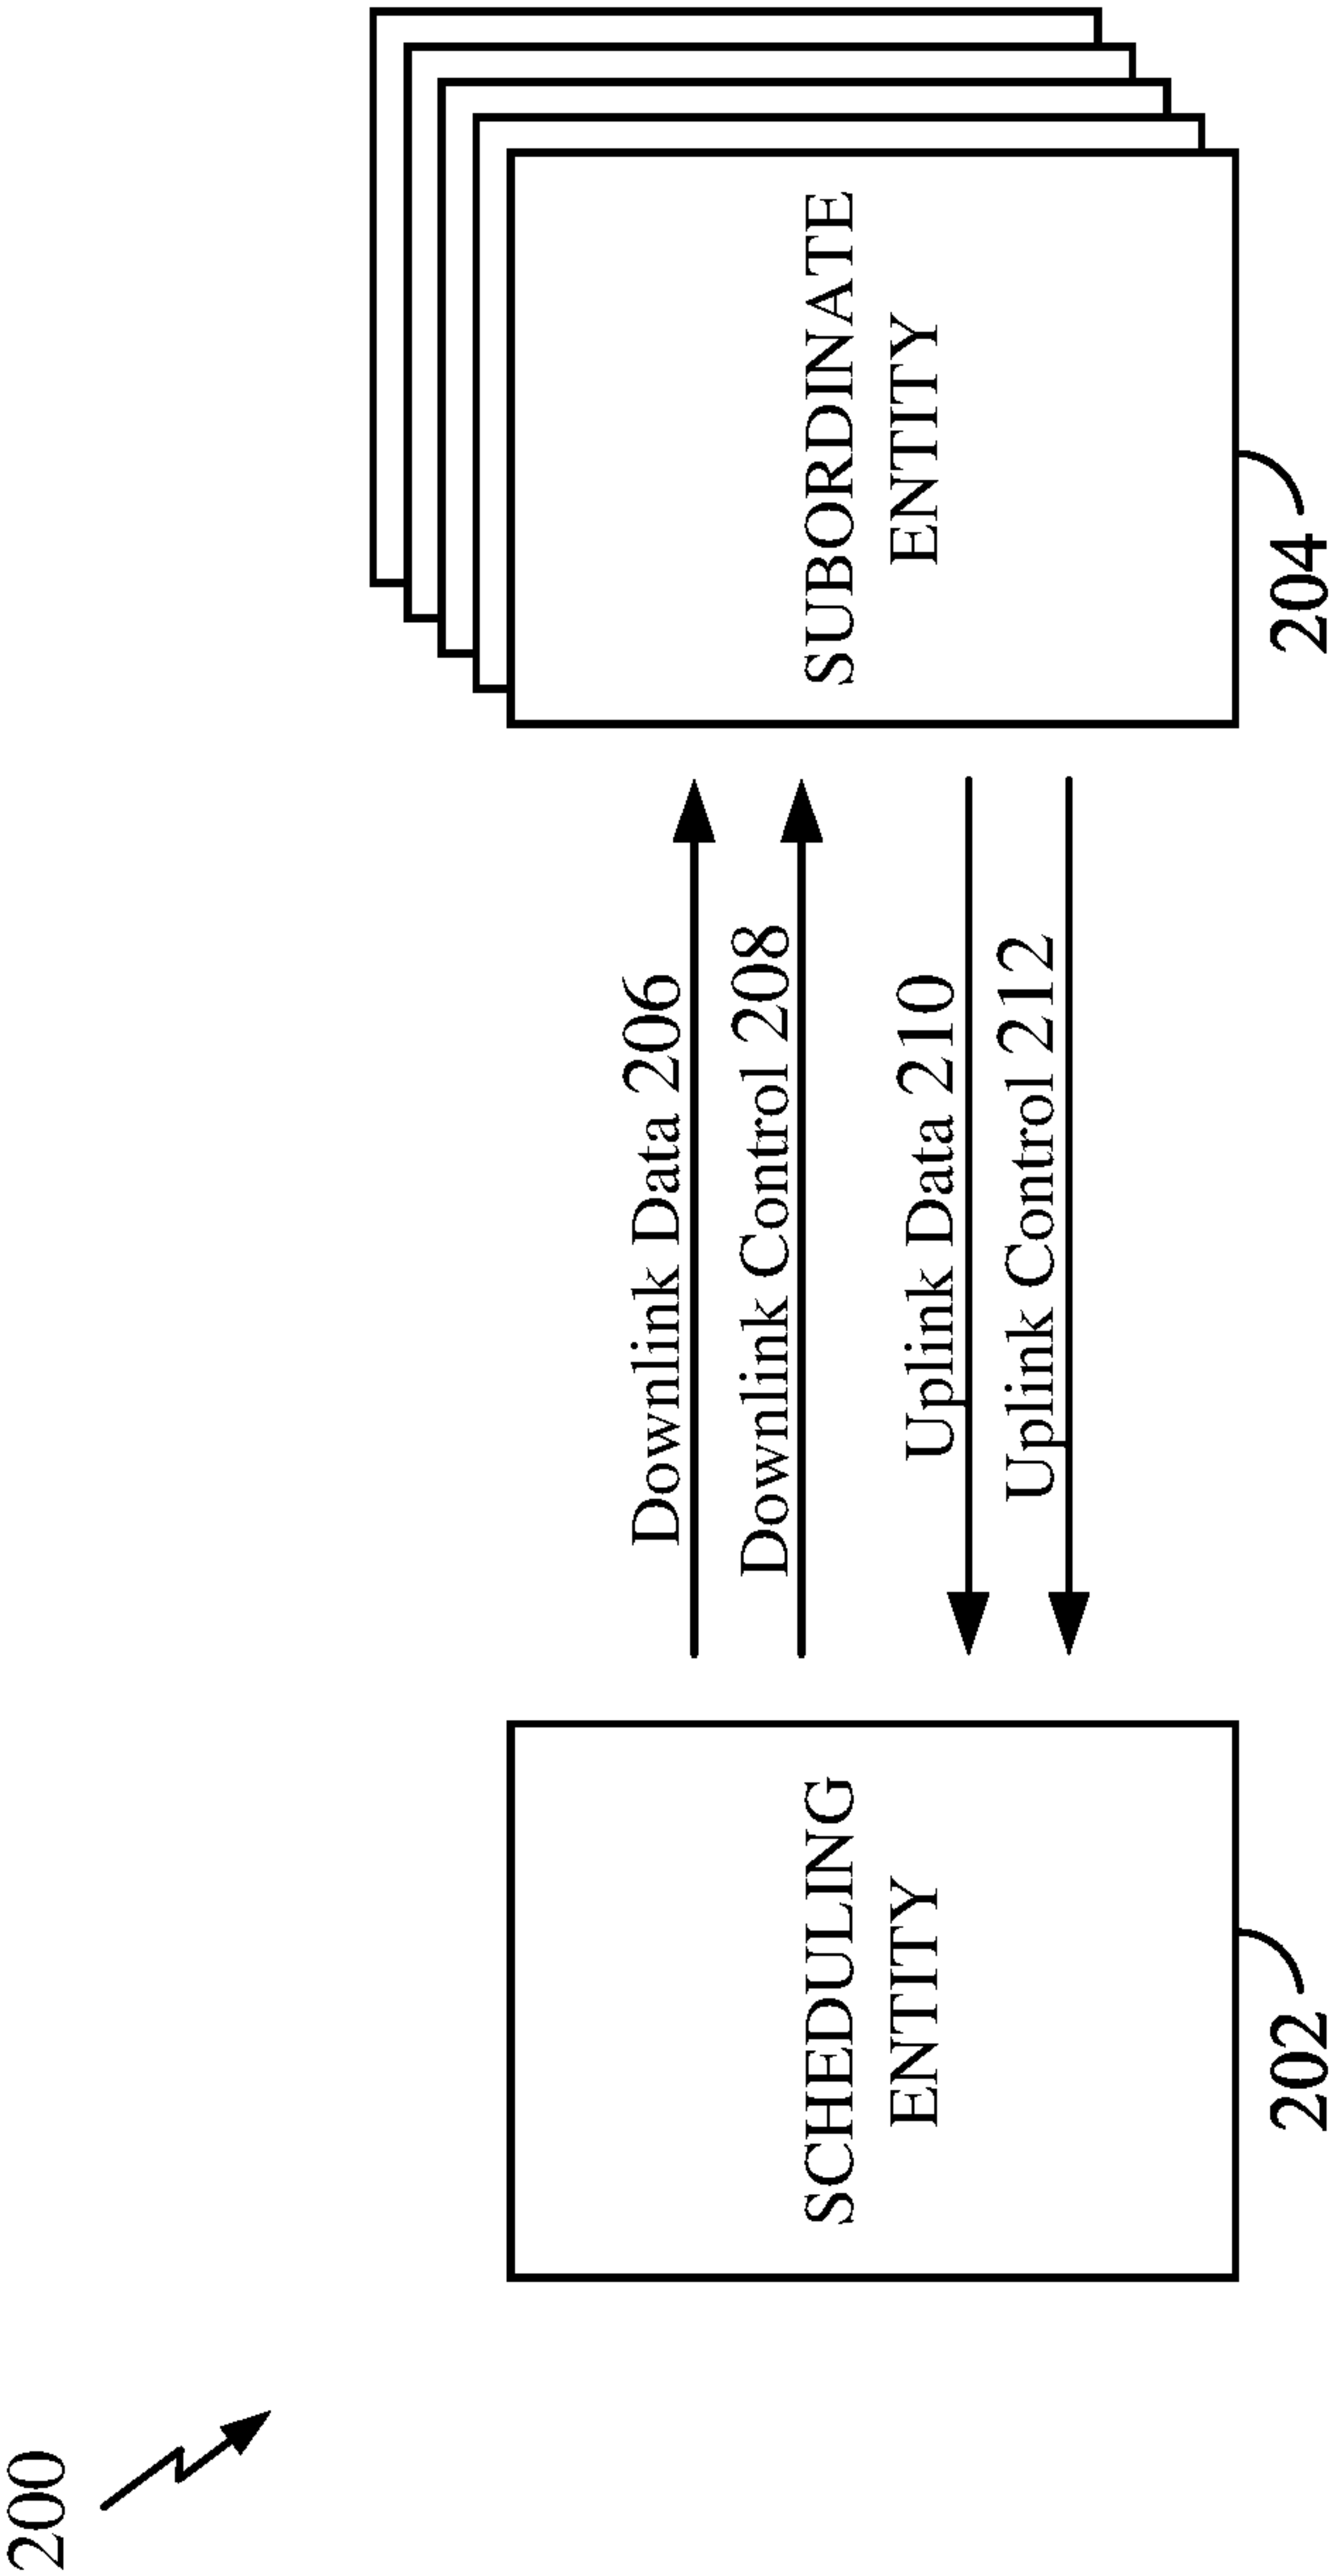 200
SCHEDULING
ENTITY
202
Downlink Data 206
Downlink Control 208
Uplink Data 210
Uplink Control 212
SUBORDINATE
ENTITY
204